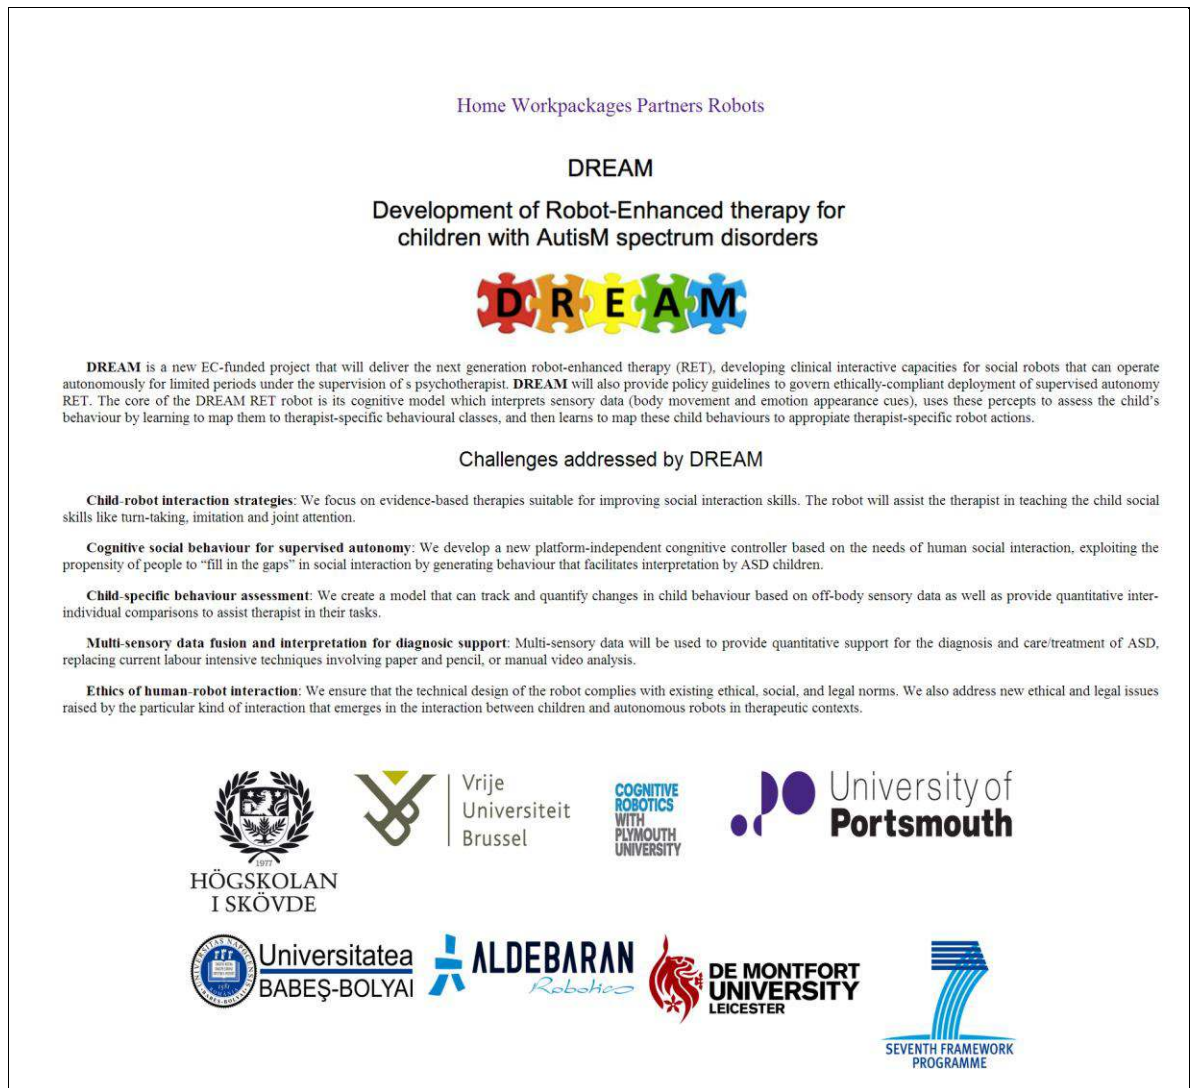 Home Workpackages Partners Robots
DREAM
Development of Robot-Enhanced therapy for
children with AutisM spectrum disorders
DREAM
DREAM is a new EC-funded project that will deliver the next generation robot-enhanced therapy (RET), developing clinical interactive capacities for social robots that can operate
autonomously for limited periods under the supervision of s psychotherapist. DREAM will also provide policy guidelines to govern ethically-compliant deployment of supervised autonomy
RET. The core of the DREAM RET robot is its cognitive model which interprets sensory data (body movement and emotion appearance cues), uses these percepts to assess the child's
behaviour by learning to map them to therapist-specific behavioural classes, and then learns to map these child behaviours to appropiate therapist-specific robot actions.
Challenges addressed by DREAM
Child-robot interaction strategies: We focus on evidence-based therapies suitable for improving social interaction skills. The robot will assist the therapist in teaching the child social
skills like turn-taking, imitation and joint attention.
Cognitive social behaviour for supervised autonomy: We develop a new platform-independent congnitive controller based on the needs of human social interaction, exploiting the
propensity of people to “fill in the gaps” in social interaction by generating behaviour that facilitates interpretation by ASD children.
Child-specific behaviour assessment: We create a model that can track and quantify changes in child behaviour based on off-body sensory data as well as provide quantitative inter-
individual comparisons to assist therapist in their tasks.
Multi-sensory data fusion and interpretation for diagnosic support: Multi-sensory data will be used to provide quantitative support for the diagnosis and care/treatment of ASD,
replacing current labour intensive techniques involving paper and pencil, or manual video analysis.
Ethics of human-robot interaction: We ensure that the technical design of the robot complies with existing ethical, social, and legal norms. We also address new ethical and legal issues
raised by the particular kind of interaction that emerges in the interaction between children and autonomous robots in therapeutic contexts.
1977
HÖGSKOLAN
I SKÖVDE
Vrije
Universiteit
Brussel
COGNITIVE
ROBOTICS
WITH
PLYMOUTH
UNIVERSITY
University of
Portsmouth
Universitatea
BABEŞ-BOLYAI
ALDEBARAN
Robotics
DE MONTFORT
UNIVERSITY
LEICESTER
SEVENTH FRAMEWORK
PROGRAMME